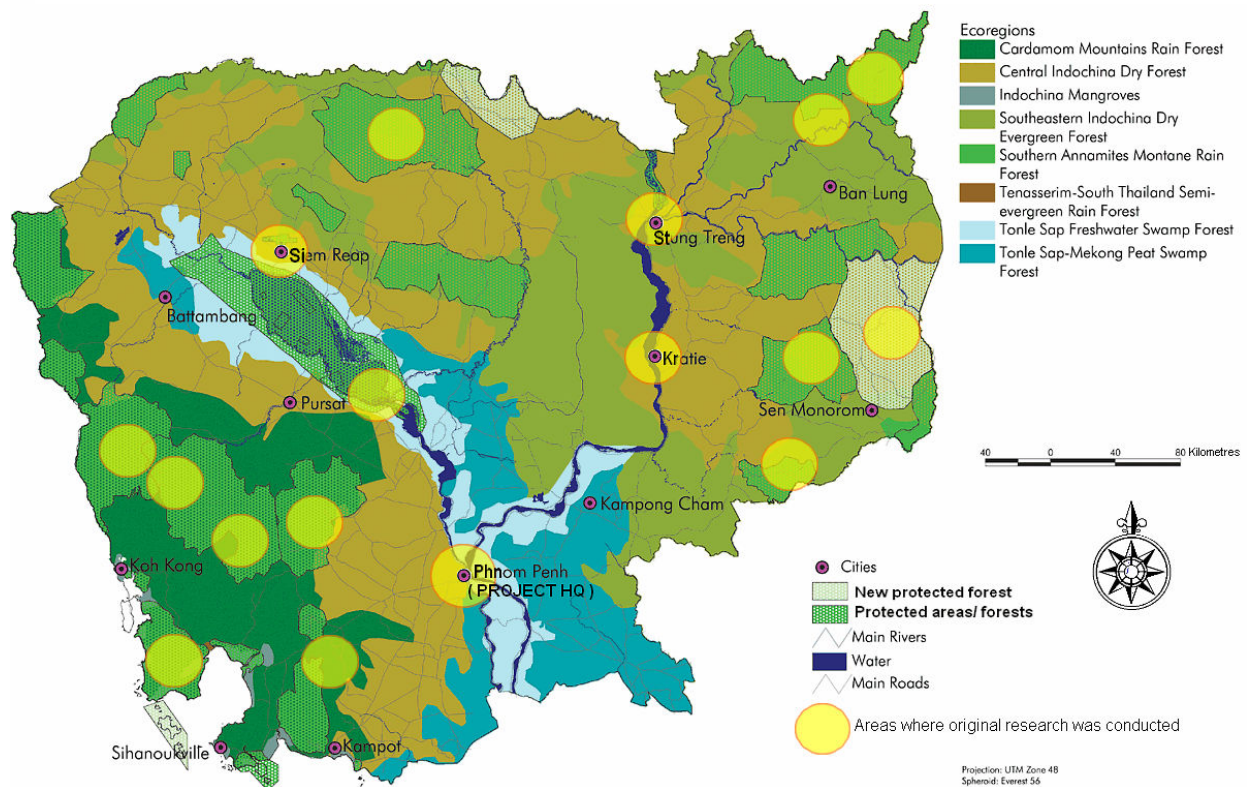 Ecoregions
Cardamom Mountains Rain Forest
Central Indochina Dry Forest
Indochina Mangroves
Southeastern Indochina Dry
Evergreen Forest
Southern Annamites Montane Rain
Forest
Tenasserim-South Thailand Semi-
evergreen Rain Forest
Tonle Sap Freshwater Swamp Forest
Tonle Sap-Mekong Peat Swamp
Forest
Ban Lung
Stung Treng
Siem Reap
Battambang
Kratie
Pursat
Sen Monorom
40 0 40 80 Kilometres
Kampong Cham
Koh Kong
Phnom Penh
( PROJECT HQ )
Cities
New protected forest
Protected areas/ forests
Main Rivers
Water
Main Roads
Areas where original research was conducted
Sihanoukville
Kampot
Projection: UTM Zone 48
Spheroid: Everest 56